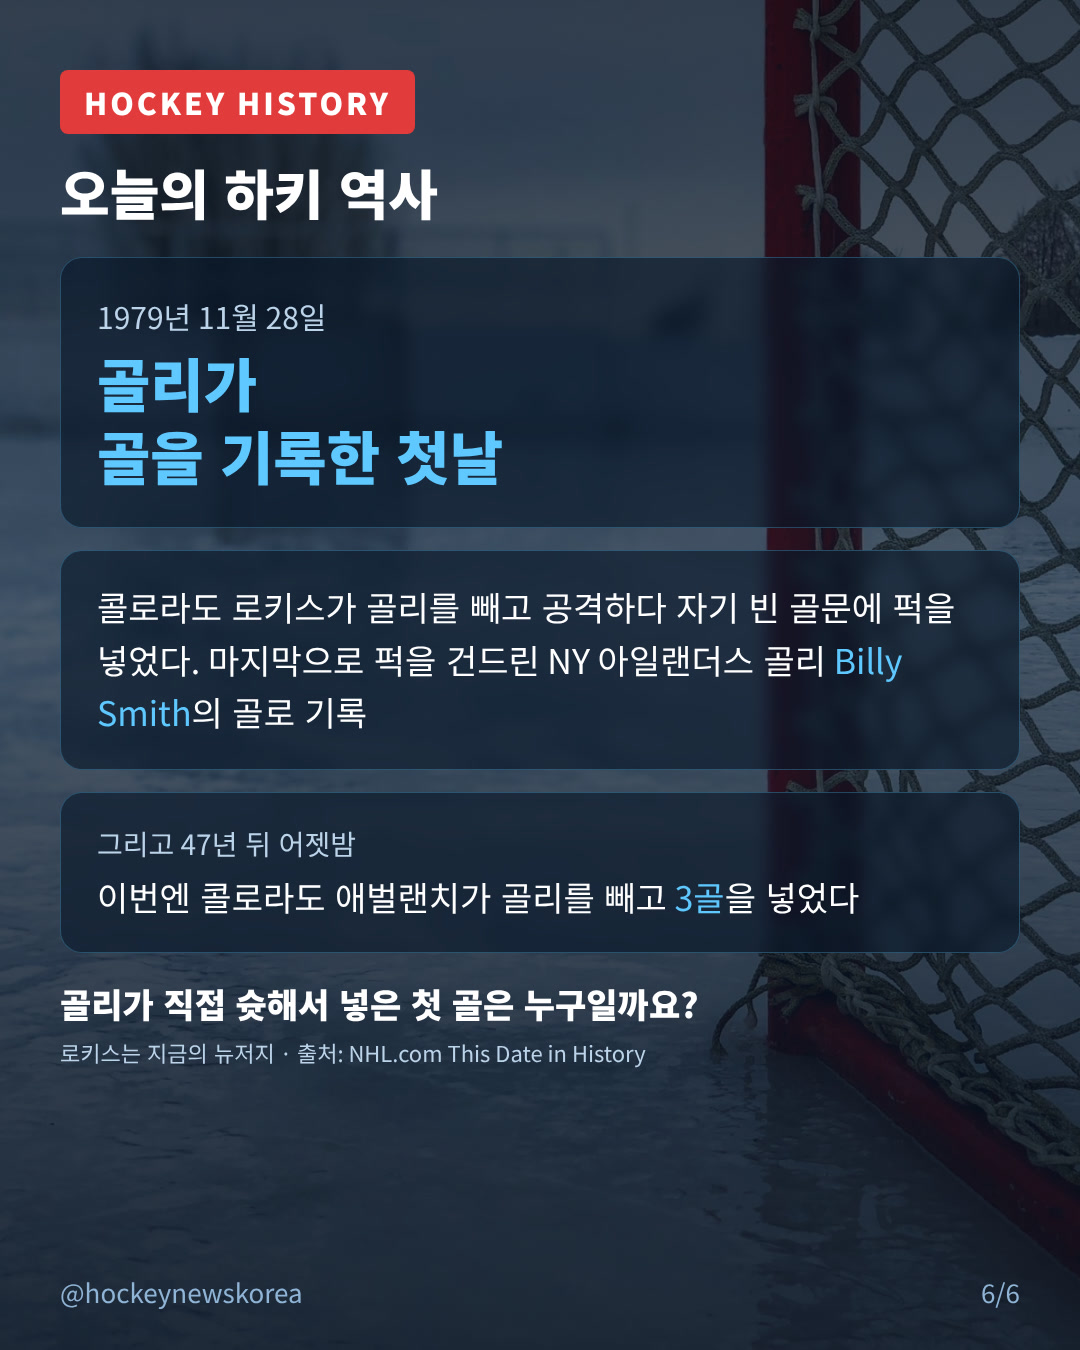 HOCKEY HISTORY
오늘의 하키 역사
1979년 11월 28일
골리가
골을 기록한 첫날
콜로라도 로키스가 골리를 빼고 공격하다 자기 빈 골문에 퍽을
넣었다. 마지막으로 퍽을 건드린 NY 아일랜더스 골리 Billy
Smith의 골로 기록
그리고 47년 뒤 어젯밤
이번엔 콜로라도 애벌랜치가 골리를 빼고 3골을 넣었다
골리가 직접 슛해서 넣은 첫 골은 누구일까요?
로키스는 지금의 뉴저지 · 출처: NHL.com This Date in History
@hockeynewskorea
6/6